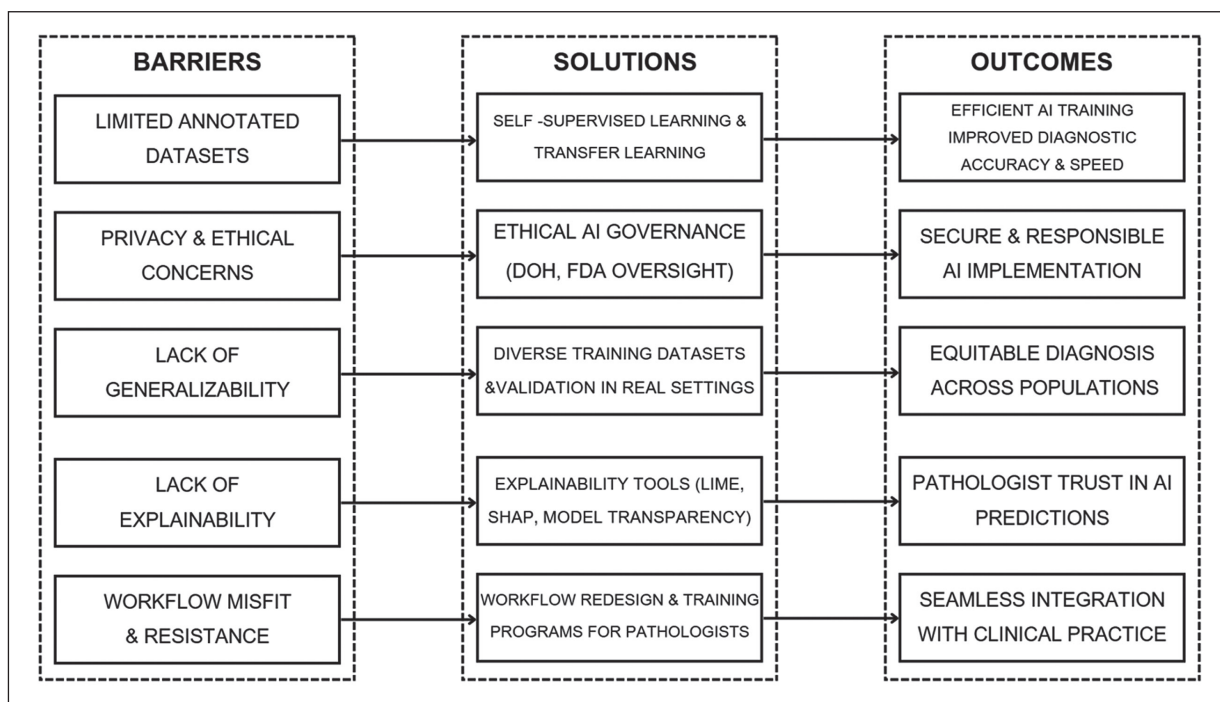 BARRIERS
LIMITED ANNOTATED
DATASETS
PRIVACY & ETHICAL
CONCERNS
LACK OF
GENERALIZABILITY
LACK OF
EXPLAINABILITY
WORKFLOW MISFIT
& RESISTANCE
SOLUTIONS
SELF -SUPERVISED LEARNING &
TRANSFER LEARNING
ETHICAL AI GOVERNANCE
(DOH, FDA OVERSIGHT)
DIVERSE TRAINING DATASETS
&VALIDATION IN REAL SETTINGS
EXPLAINABILITY TOOLS (LIME,
SHAP, MODEL TRANSPARENCY)
WORKFLOW REDESIGN & TRAINING
PROGRAMS FOR PATHOLOGISTS
OUTCOMES
EFFICIENT AI TRAINING
IMPROVED DIAGNOSTIC
ACCURACY & SPEED
SECURE & RESPONSIBLE
AI IMPLEMENTATION
EQUITABLE DIAGNOSIS
ACROSS POPULATIONS
PATHOLOGIST TRUST IN AI
PREDICTIONS
SEAMLESS INTEGRATION
WITH CLINICAL PRACTICE